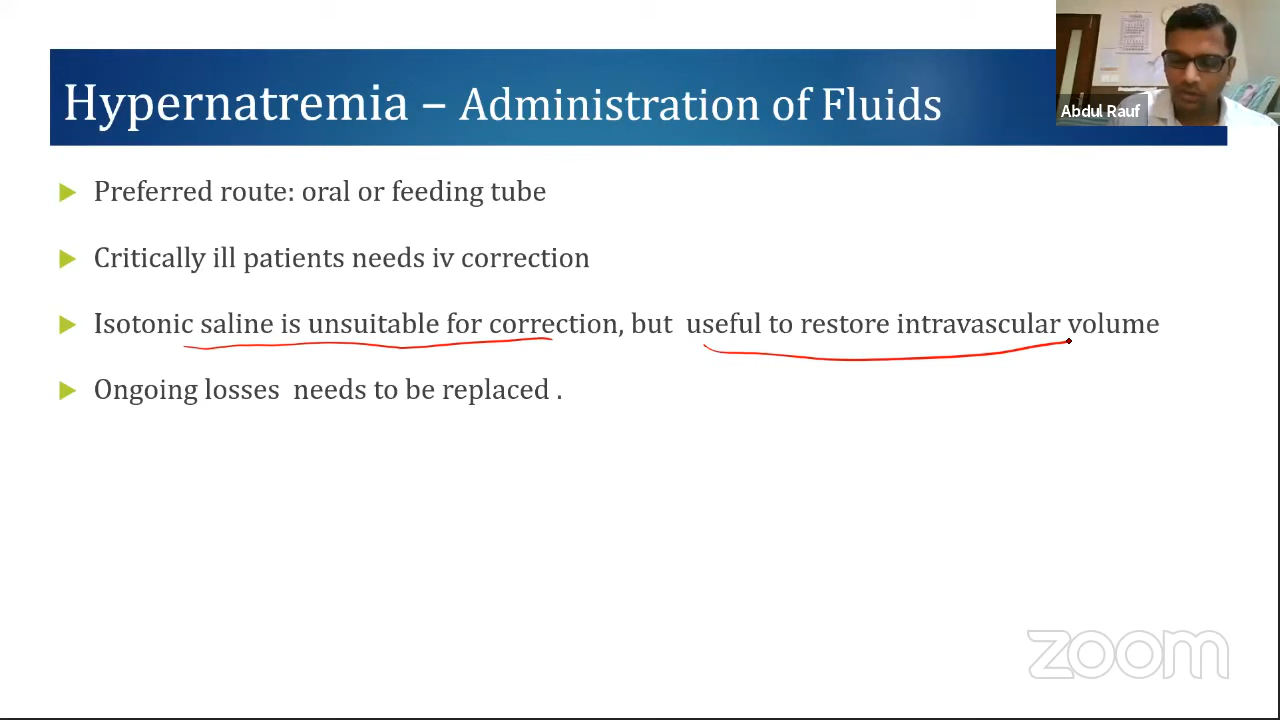 Hypernatremia – Administration of Fluids
Abdul Rauf
Preferred route: oral or feeding tube
Critically ill patients needs iv correction
Isotonic saline is unsuitable for correction, but useful to restore intravascular volume
Ongoing losses needs to be replaced .
zoom